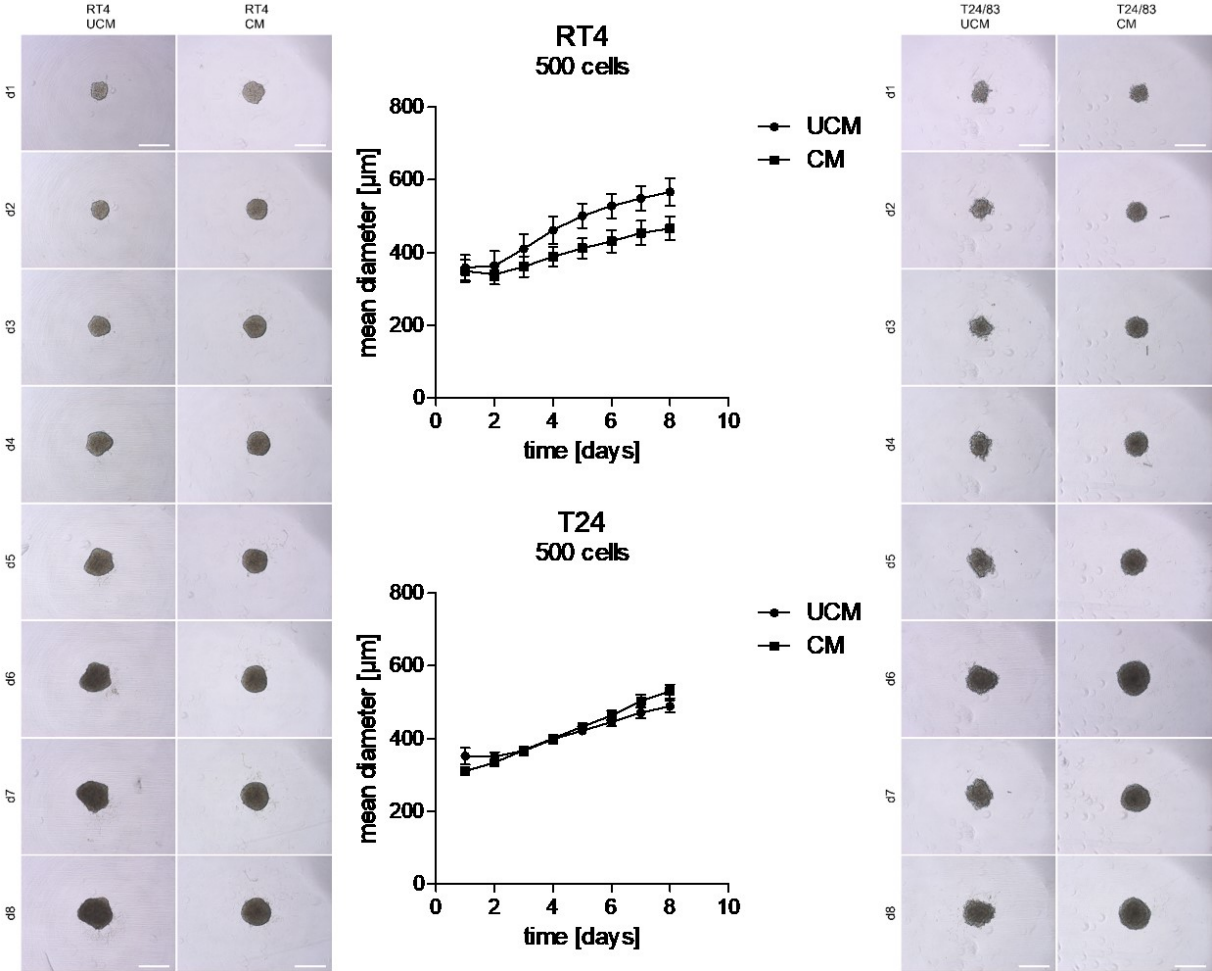 RT4
UCM
RT4
CM
d1
d2
d3
d4
d5
d6
d7
d8
RT4
500 cells
800
600
400
200
0
mean diameter [µm]
0 2 4 6 8 10
time [days]
UCM
CM
T24
500 cells
800
600
400
200
0
mean diameter [µm]
0 2 4 6 8 10
time [days]
UCM
CM
T24/83
UCM
T24/83
CM
d1
d2
d3
d4
d5
d6
d7
d8